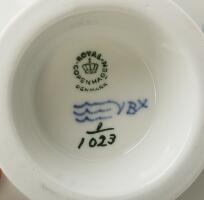 ROYAL
COPENHAGEN
DENMARK
YBX
1
1023